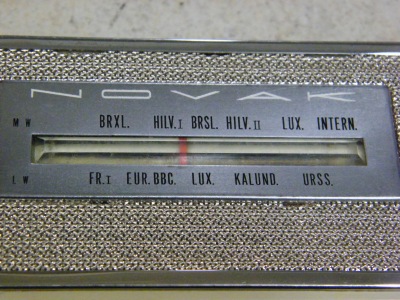 NOVAK
MW BRXL. HILV.I BRSL. HILV.II LUX. INTERN.
LW FR.I EUR. BBC. LUX. KALUND. URSS.